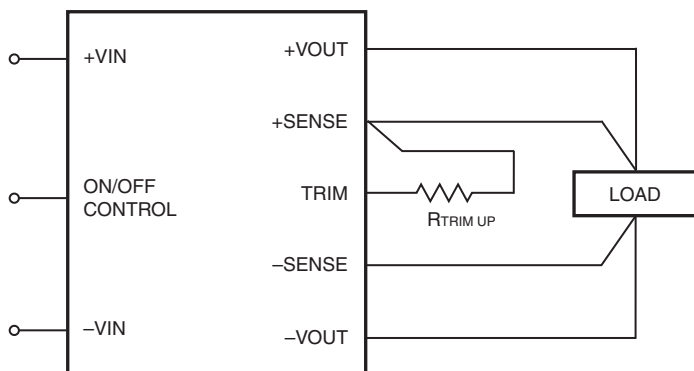 +VIN
ON/OFF
CONTROL
–VIN
+VOUT
+SENSE
TRIM
–SENSE
–VOUT
RTRIM UP
LOAD